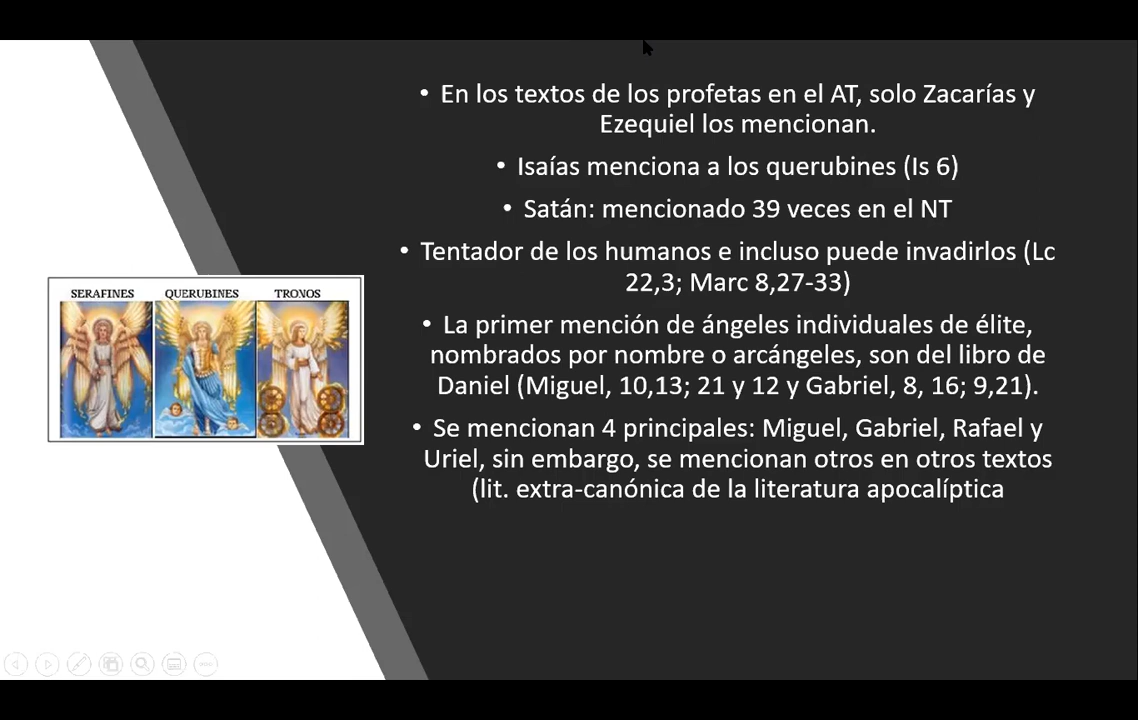 • En los textos de los profetas en el AT, solo Zacarías y
Ezequiel los mencionan.
• Isaías menciona a los querubines (Is 6)
• Satán: mencionado 39 veces en el NT
• Tentador de los humanos e incluso puede invadirlos (Lc
22,3; Marc 8,27-33)
• La primer mención de ángeles individuales de élite,
nombrados por nombre o arcángeles, son del libro de
Daniel (Miguel, 10,13; 21 y 12 y Gabriel, 8, 16; 9,21).
• Se mencionan 4 principales: Miguel, Gabriel, Rafael y
Uriel, sin embargo, se mencionan otros en otros textos
(lit. extra-canónica de la literatura apocalíptica
SERAFINES QUERUBINES TRONOS